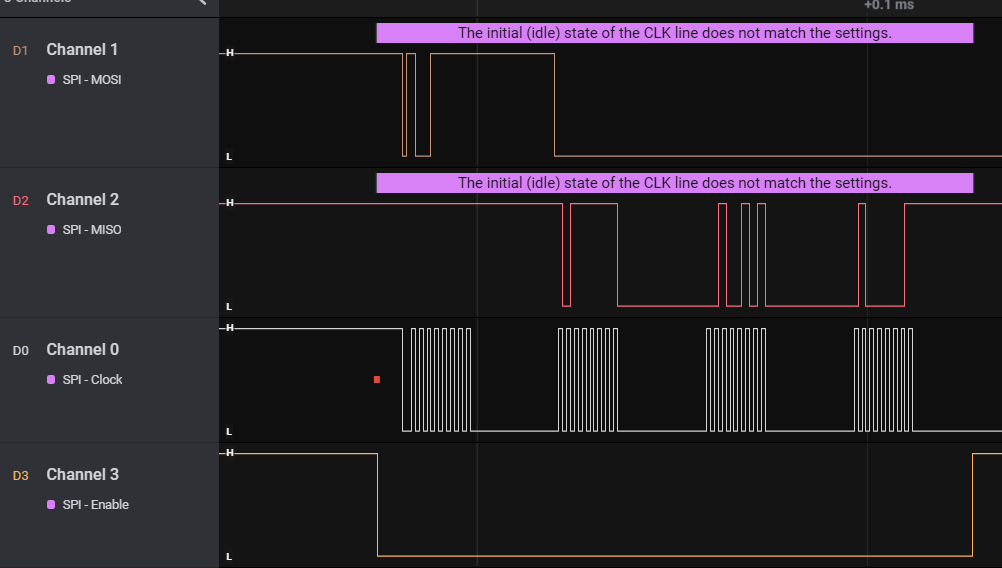 +0.1 ms
D1 Channel 1
SPI - MOSI
H
L
The initial (idle) state of the CLK line does not match the settings.
D2 Channel 2
SPI - MISO
H
L
The initial (idle) state of the CLK line does not match the settings.
D0 Channel 0
SPI - Clock
H
L
D3 Channel 3
SPI - Enable
H
L